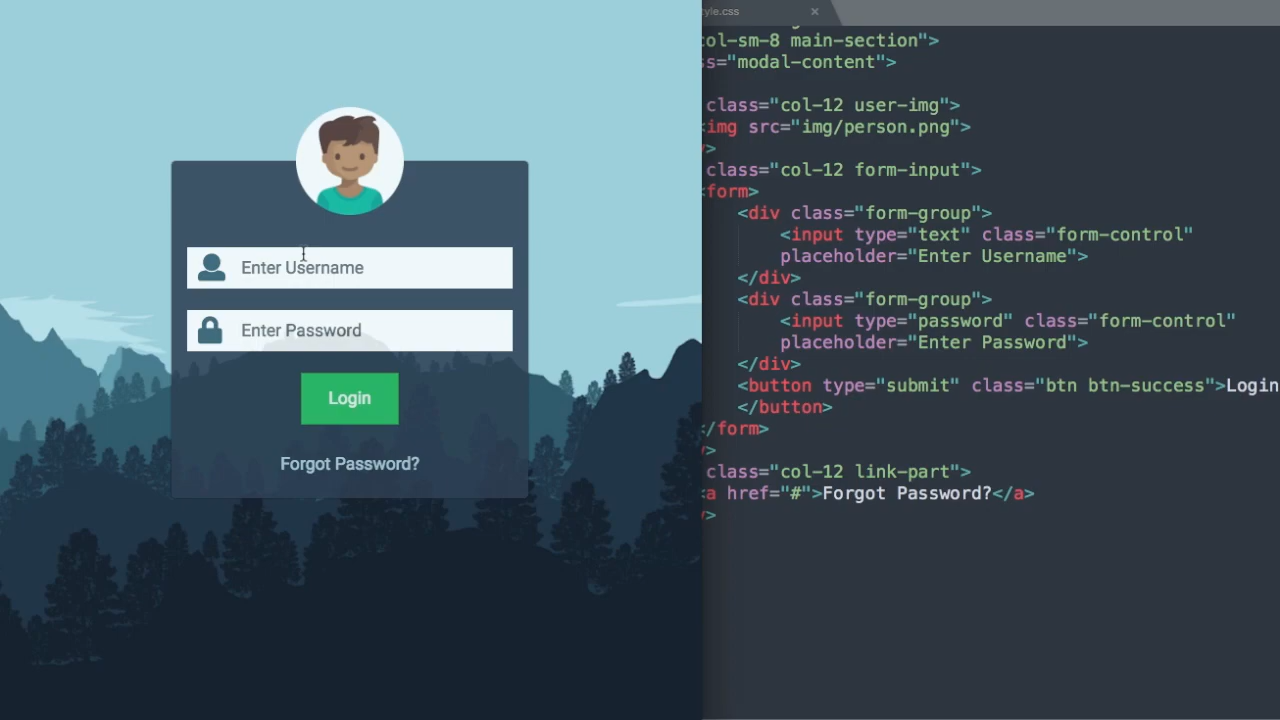 Enter Username
Enter Password
Login
Forgot Password?
tyle.css ×
col-sm-8 main-section">
ss="modal-content">
class="col-12 user-img">
<img src="img/person.png">
>
class="col-12 form-input">
<form>
<div class="form-group">
<input type="text" class="form-control"
placeholder="Enter Username">
</div>
<div class="form-group">
<input type="password" class="form-control"
placeholder="Enter Password">
</div>
<button type="submit" class="btn btn-success">Login
</button>
</form>
>
class="col-12 link-part">
<a href="#">Forgot Password?</a>
>